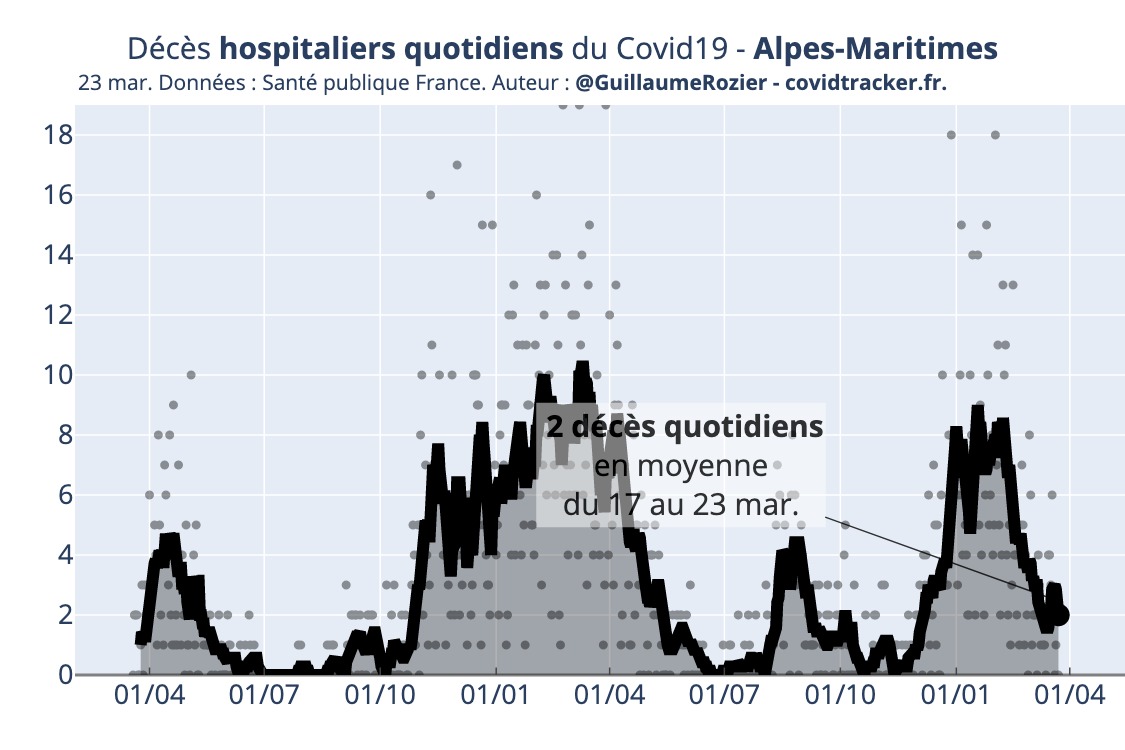 Décès hospitaliers quotidiens du Covid19 - Alpes-Maritimes
23 mar. Données : Santé publique France. Auteur : @GuillaumeRozier - covidtracker.fr.
18
16
14
12
10
8
6
4
2
0
2 décès quotidiens
en moyenne
du 17 au 23 mar.
01/04 01/07 01/10 01/01 01/04 01/07 01/10 01/01 01/04